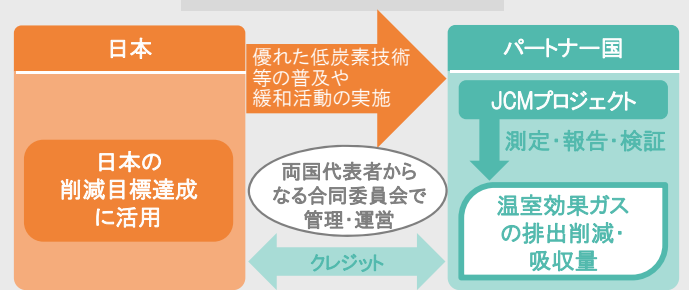 日本
優れた低炭素技術
等の普及や
緩和活動の実施
パートナー国
JCMプロジェクト
測定・報告・検証
日本の
削減目標達成
に活用
両国代表者から
なる合同委員会で
管理・運営
温室効果ガス
の排出削減・
吸収量
クレジット